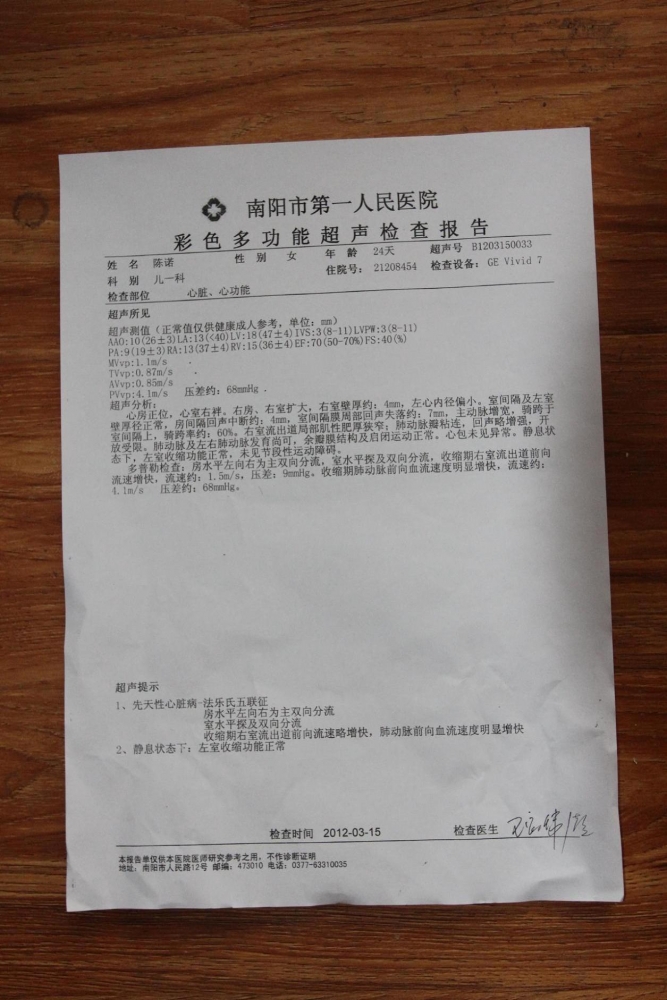 南阳市第一人民医院
彩色多功能超声检查报告
姓 名 陈诺 性 别 女 年 龄 24天 超声号 B1203150033
科 别 儿一科 住院号: 21208454 检查设备: GE Vivid 7
检查部位 心脏、心功能
超声所见
超声测值（正常值仅供健康成人参考，单位: mm）
AAO:10(26±3)LA:13(<40)LV:18(47±4)IVS:3(8-11)LVPW:3(8-11)
PA:9(19±3)RA:13(37±4)RV:15(36±4)EF:70(50-70%)FS:40(%)
MVvp:1.1m/s
TVvp:0.87m/s
AVvp:0.85m/s
PVvp:4.1m/s 压差约: 68mmHg .
超声分析:
心房正位，心室右袢。右房、右室扩大，右室壁厚约: 4mm，左心内径偏小。室间隔及左室
壁厚径正常，房间隔回声中断约: 4mm，室间隔膜周部回声失落约: 7mm，主动脉增宽，骑跨于
室间隔上，骑跨率约: 60%。右室流出道局部肌性肥厚狭窄; 肺动脉瓣粘连，回声略增强，开
放受限。肺动脉及左右肺动脉发育尚可，余瓣膜结构及启闭运动正常。心包未见异常。静息状
态下，左室收缩功能正常，未见节段性运动障碍。
多普勒检查: 房水平左向右为主双向分流，室水平探及双向分流，收缩期右室流出道前向
流速增快，流速约: 1.5m/s，压差: 9mmHg。收缩期肺动脉前向血流速度明显增快，流速约:
4.1m/s 压差约: 68mmHg。
超声提示
1、先天性心脏病-法乐氏五联征
房水平左向右为主双向分流
室水平探及双向分流
收缩期右室流出道前向流速略增快，肺动脉前向血流速度明显增快
2、静息状态下: 左室收缩功能正常
检查时间 2012-03-15 检查医生
本报告单仅供本医院医师研究参考之用，不作诊断证明
地址: 南阳市人民路12号 邮编: 473010 电话: 0377-63310035